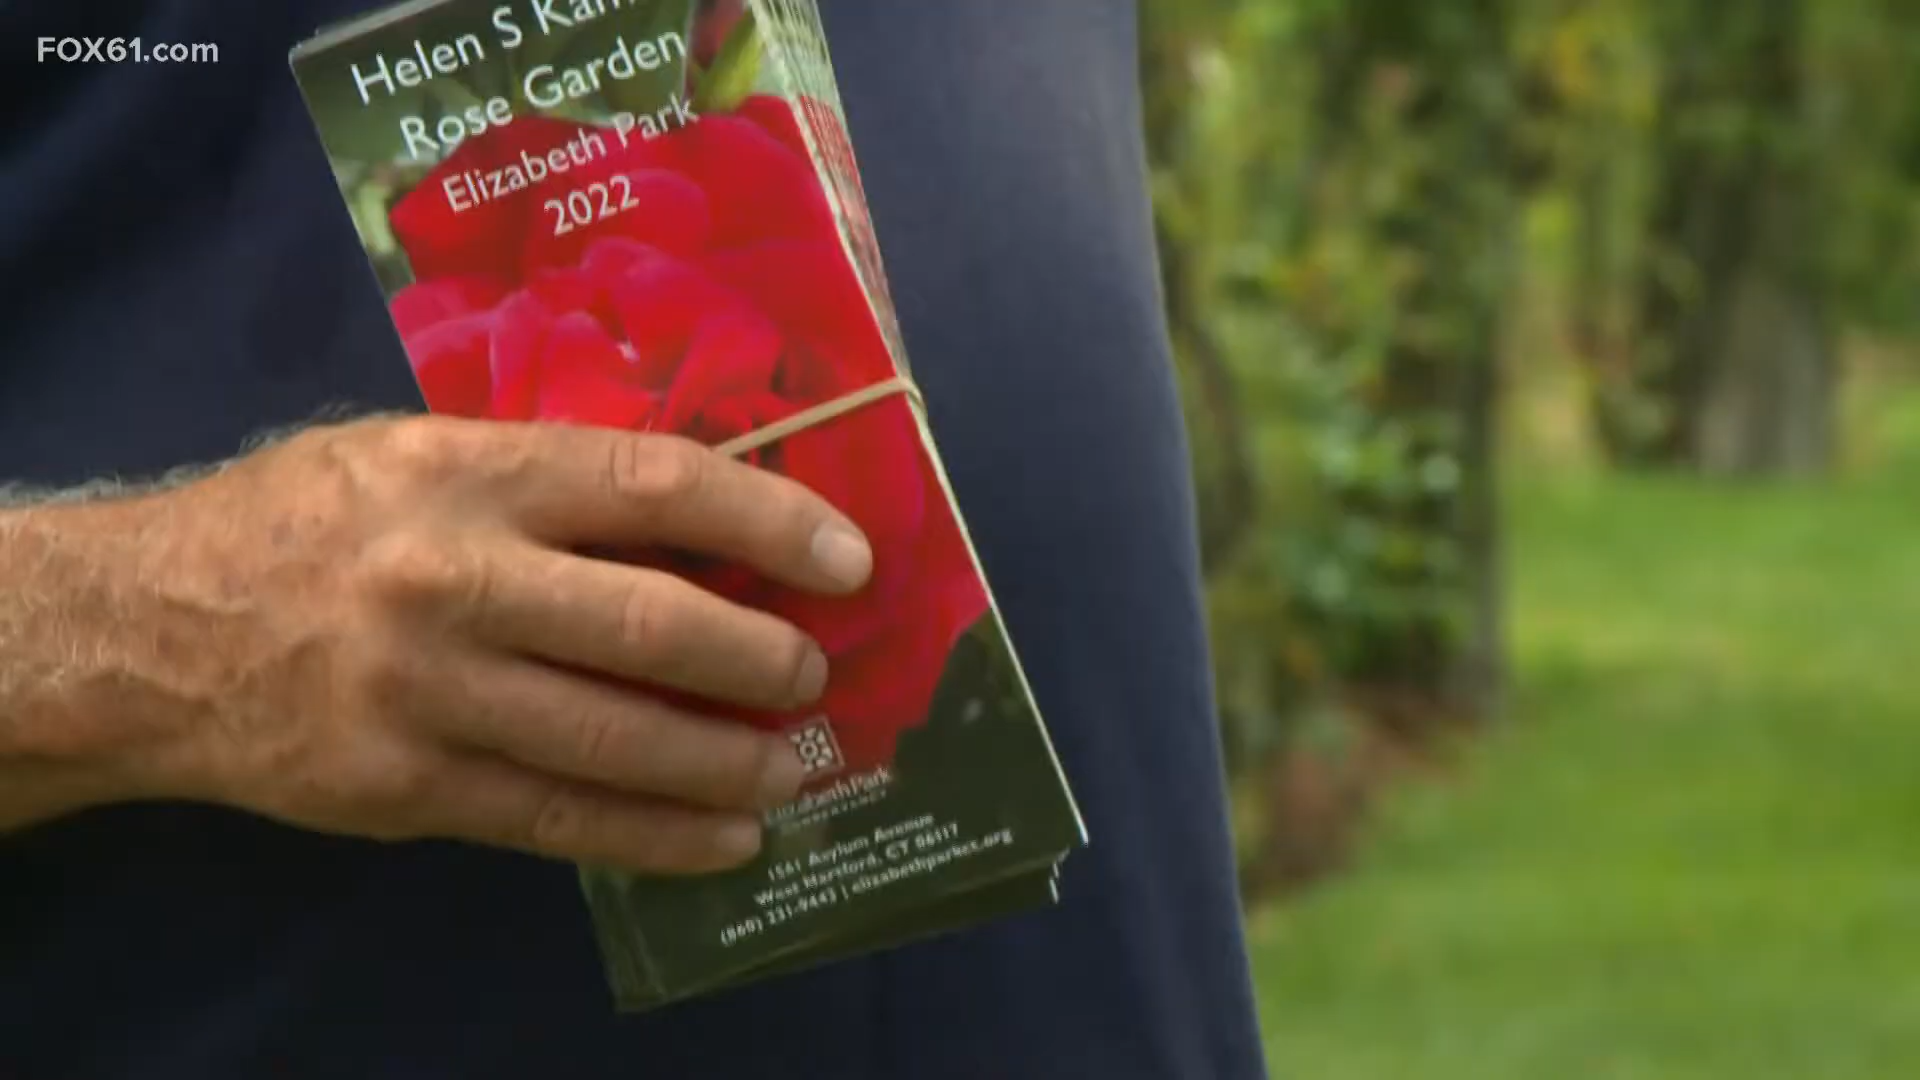 FOX61.com
Helen S
Rose Garden
Elizabeth Park
2022
Elizabeth Park
CONSERVANCY
1561 Asylum Avenue
West Hartford, CT 06117
(860) 231-9443 | elizabethparkct.org